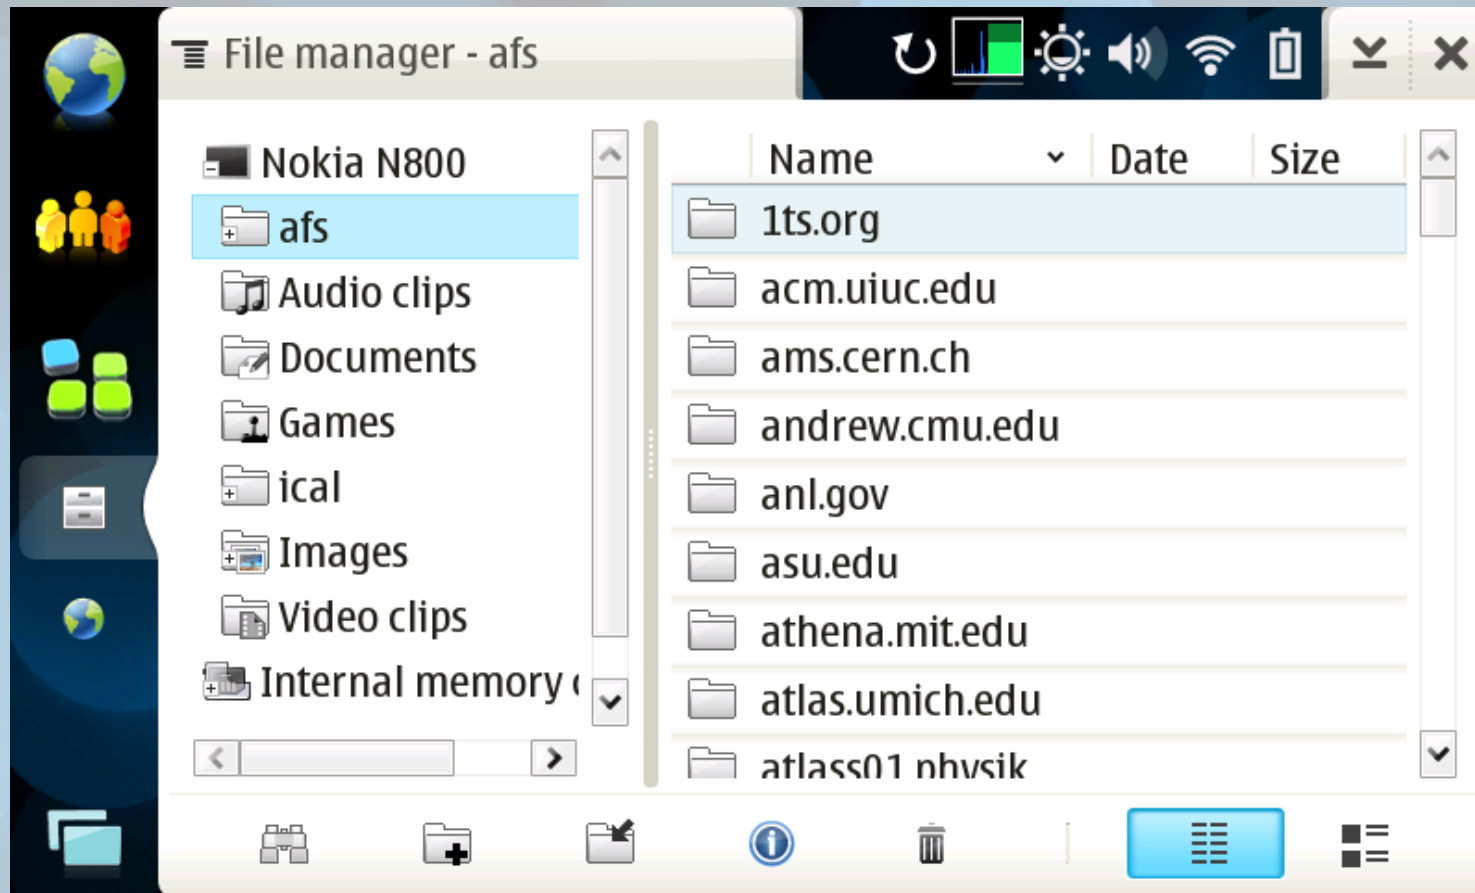 File manager - afs
Nokia N800
afs
Audio clips
Documents
Games
ical
Images
Video clips
Internal memory
Name Date Size
1ts.org
acm.uiuc.edu
ams.cern.ch
andrew.cmu.edu
anl.gov
asu.edu
athena.mit.edu
atlas.umich.edu
atlass01.physik